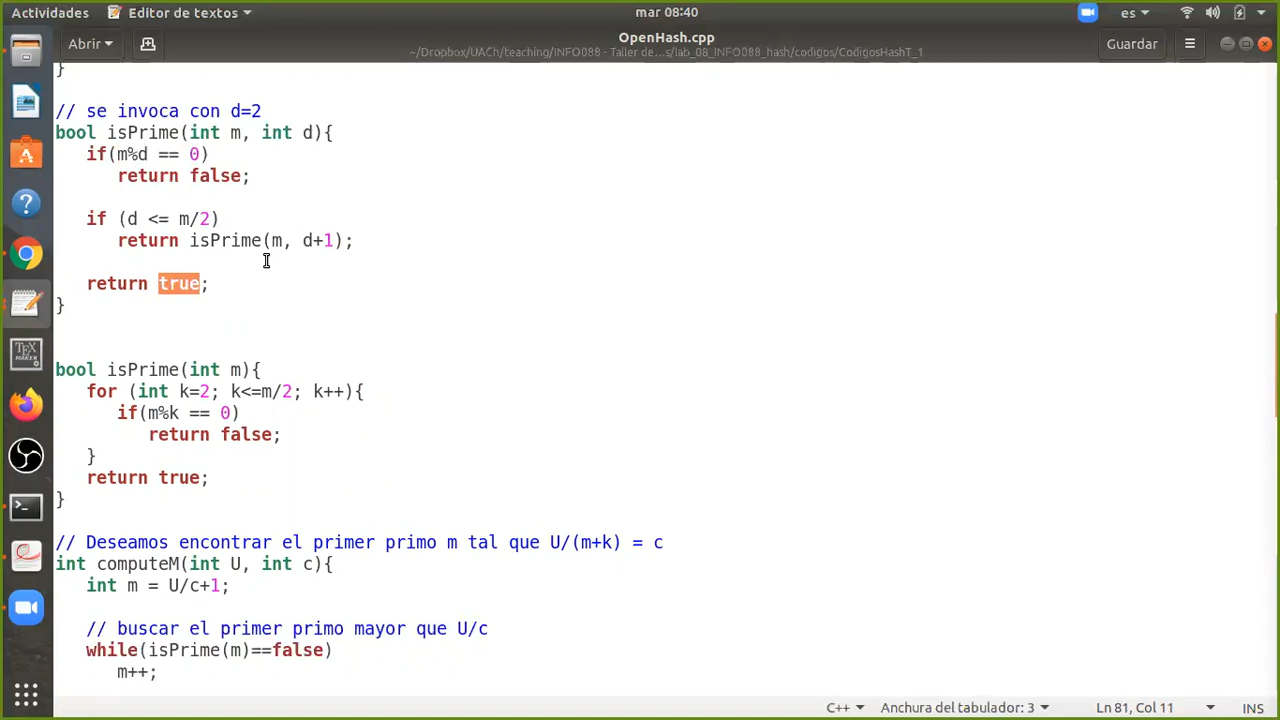 Actividades
Editor de textos
mar 08:40
es
Abrir
OpenHash.cpp
~/Dropbox/UACh/teaching/INFO088 - Taller de…s/lab_08_INFO088_hash/codigos/CodigosHashT_1
Guardar
}
// se invoca con d=2
bool isPrime(int m, int d){
if(m%d == 0)
return false;
if (d <= m/2)
return isPrime(m, d+1);
return true;
}
bool isPrime(int m){
for (int k=2; k<=m/2; k++){
if(m%k == 0)
return false;
}
return true;
}
// Deseamos encontrar el primer primo m tal que U/(m+k) = c
int computeM(int U, int c){
int m = U/c+1;
// buscar el primer primo mayor que U/c
while(isPrime(m)==false)
m++;
C++
Anchura del tabulador: 3
Ln 81, Col 11
INS
TEX
MAKER